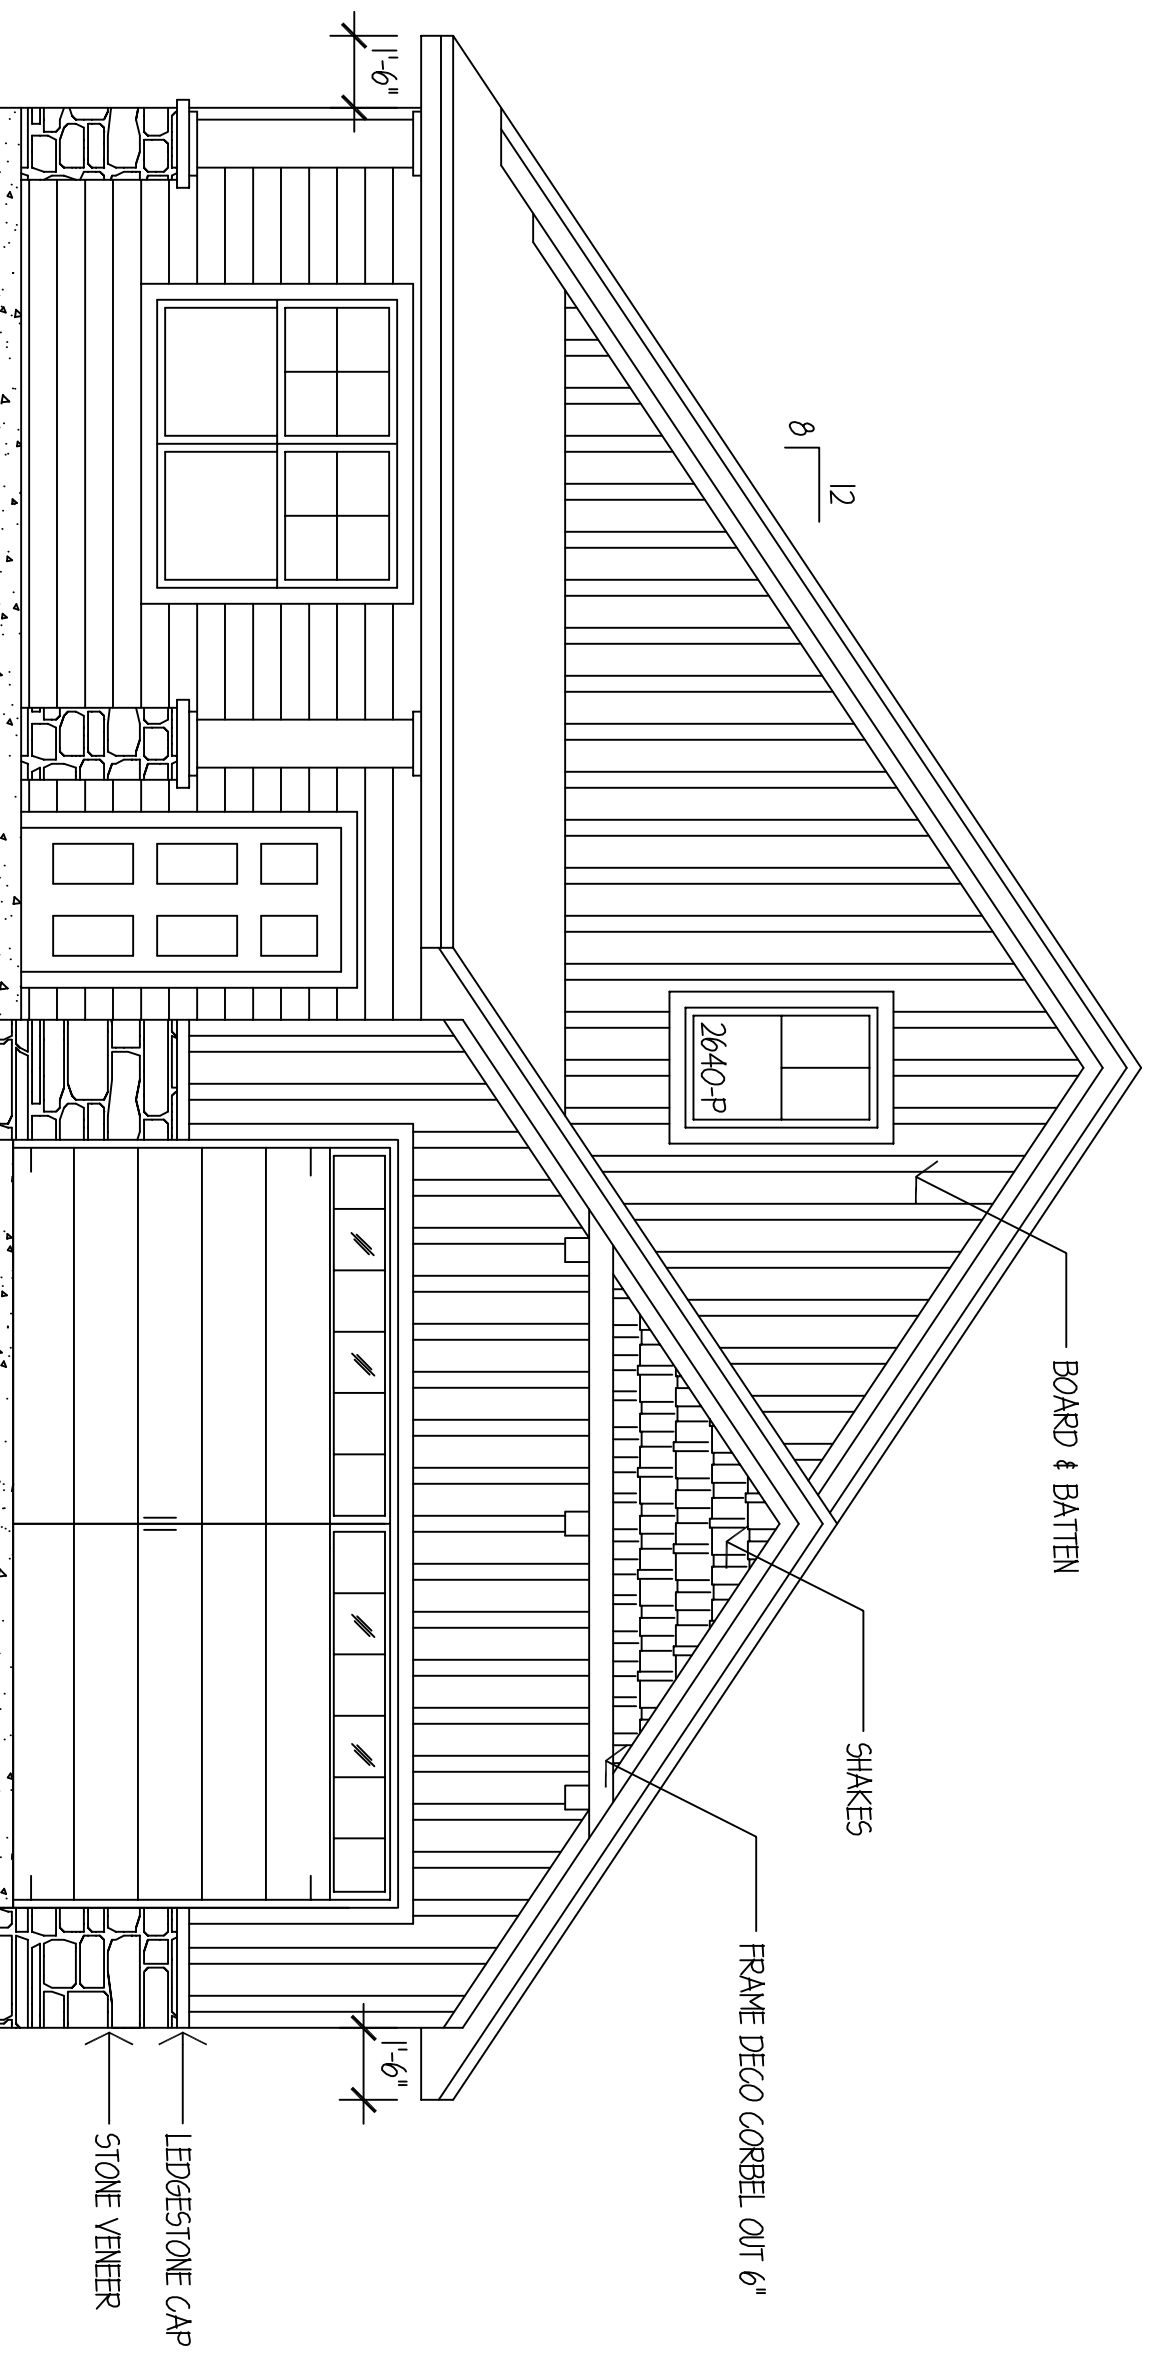 12
8
BOARD & BATTEN
SHAKES
FRAME DECO CORBEL OUT 6"
2640-P
1'-6"
1'-6"
LEDGESTONE CAP
STONE VENEER